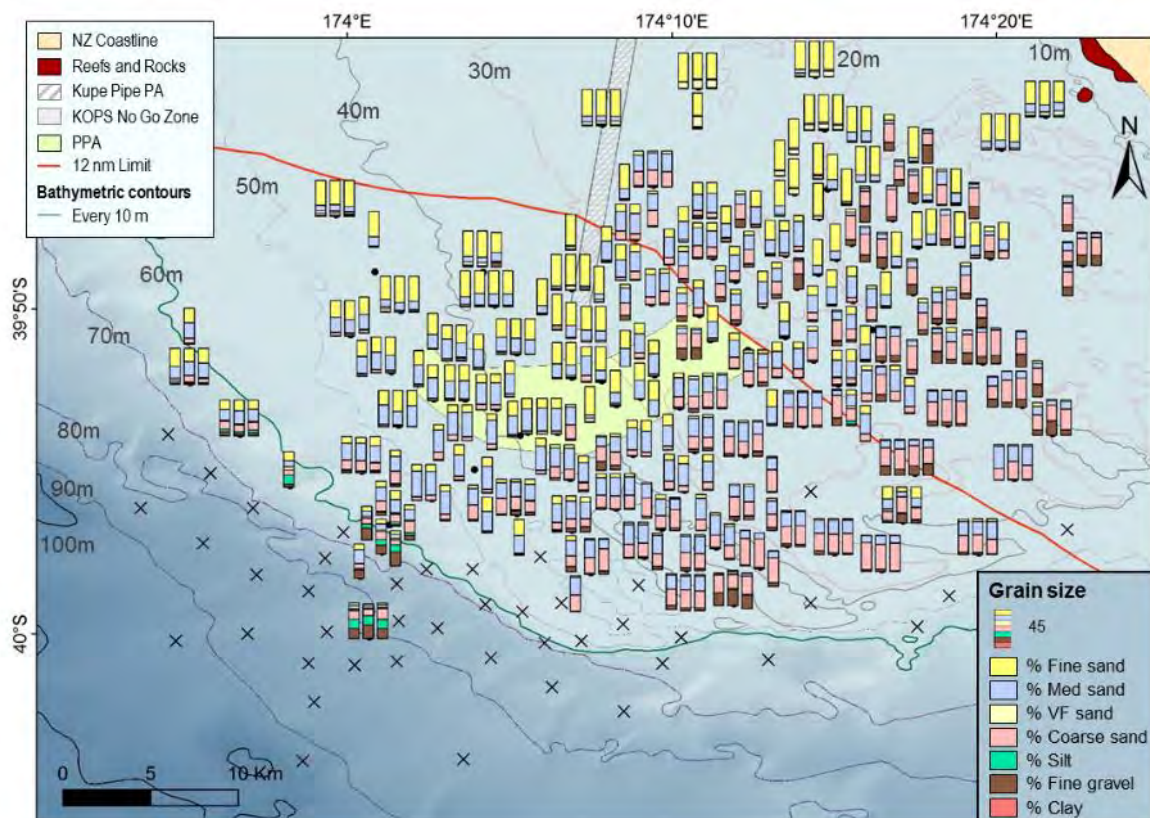 174°E
174°10'E
174°20'E
NZ Coastline
Reefs and Rocks
Kupe Pipe PA
KOPS No Go Zone
PPA
12 nm Limit
Bathymetric contours
Every 10 m
10m
20m
30m
40m
50m
60m
70m
80m
90m
100m
N
39°50'S
40°S
0 5 10 Km
Grain size
45
% Fine sand
% Med sand
% VF sand
% Coarse sand
% Silt
% Fine gravel
% Clay